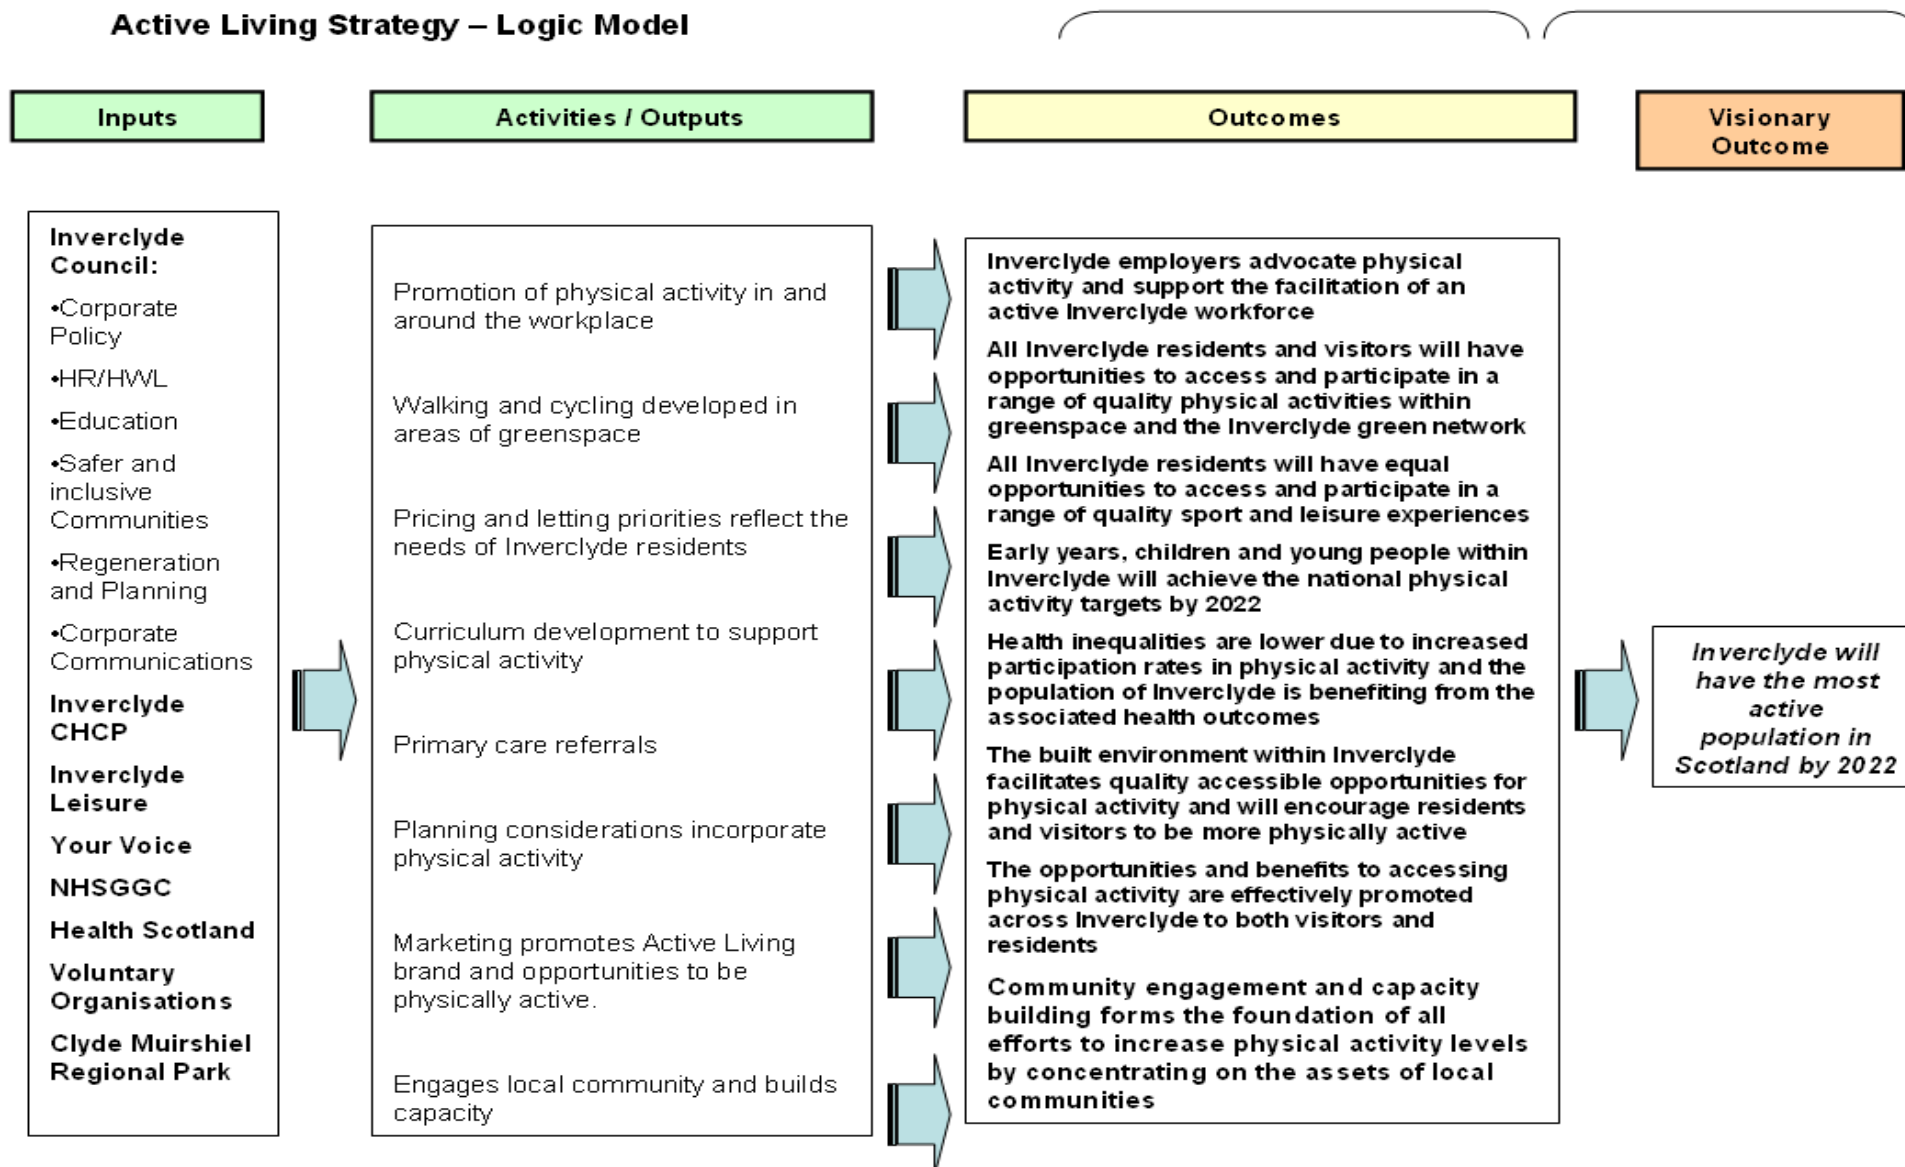 Active Living Strategy – Logic Model
Inputs
Activities / Outputs
Outcomes
Visionary
Outcome
Inverclyde
Council:
•Corporate
Policy
•HR/HWL
•Education
•Safer and
inclusive
Communities
•Regeneration
and Planning
•Corporate
Communications
Inverclyde
CHCP
Inverclyde
Leisure
Your Voice
NHSGGC
Health Scotland
Voluntary
Organisations
Clyde Muirshiel
Regional Park
Promotion of physical activity in and
around the workplace
Walking and cycling developed in
areas of greenspace
Pricing and letting priorities reflect the
needs of Inverclyde residents
Curriculum development to support
physical activity
Primary care referrals
Planning considerations incorporate
physical activity
Marketing promotes Active Living
brand and opportunities to be
physically active.
Engages local community and builds
capacity
Inverclyde employers advocate physical
activity and support the facilitation of an
active Inverclyde workforce
All Inverclyde residents and visitors will have
opportunities to access and participate in a
range of quality physical activities within
greenspace and the Inverclyde green network
All Inverclyde residents will have equal
opportunities to access and participate in a
range of quality sport and leisure experiences
Early years, children and young people within
Inverclyde will achieve the national physical
activity targets by 2022
Health inequalities are lower due to increased
participation rates in physical activity and the
population of Inverclyde is benefiting from the
associated health outcomes
The built environment within Inverclyde
facilitates quality accessible opportunities for
physical activity and will encourage residents
and visitors to be more physically active
The opportunities and benefits to accessing
physical activity are effectively promoted
across Inverclyde to both visitors and
residents
Community engagement and capacity
building forms the foundation of all
efforts to increase physical activity levels
by concentrating on the assets of local
communities
Inverclyde will
have the most
active
population in
Scotland by 2022